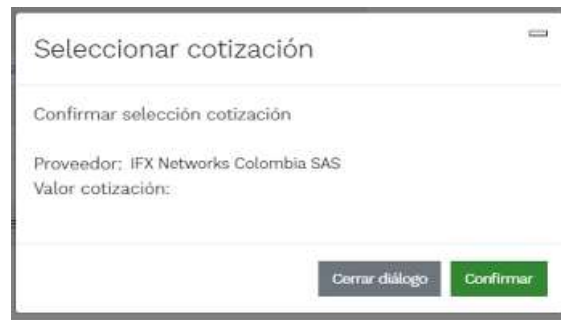 Seleccionar cotización
Confirmar selección cotización
Proveedor: IFX Networks Colombia SAS
Valor cotización:
Cerrar diálogo Confirmar